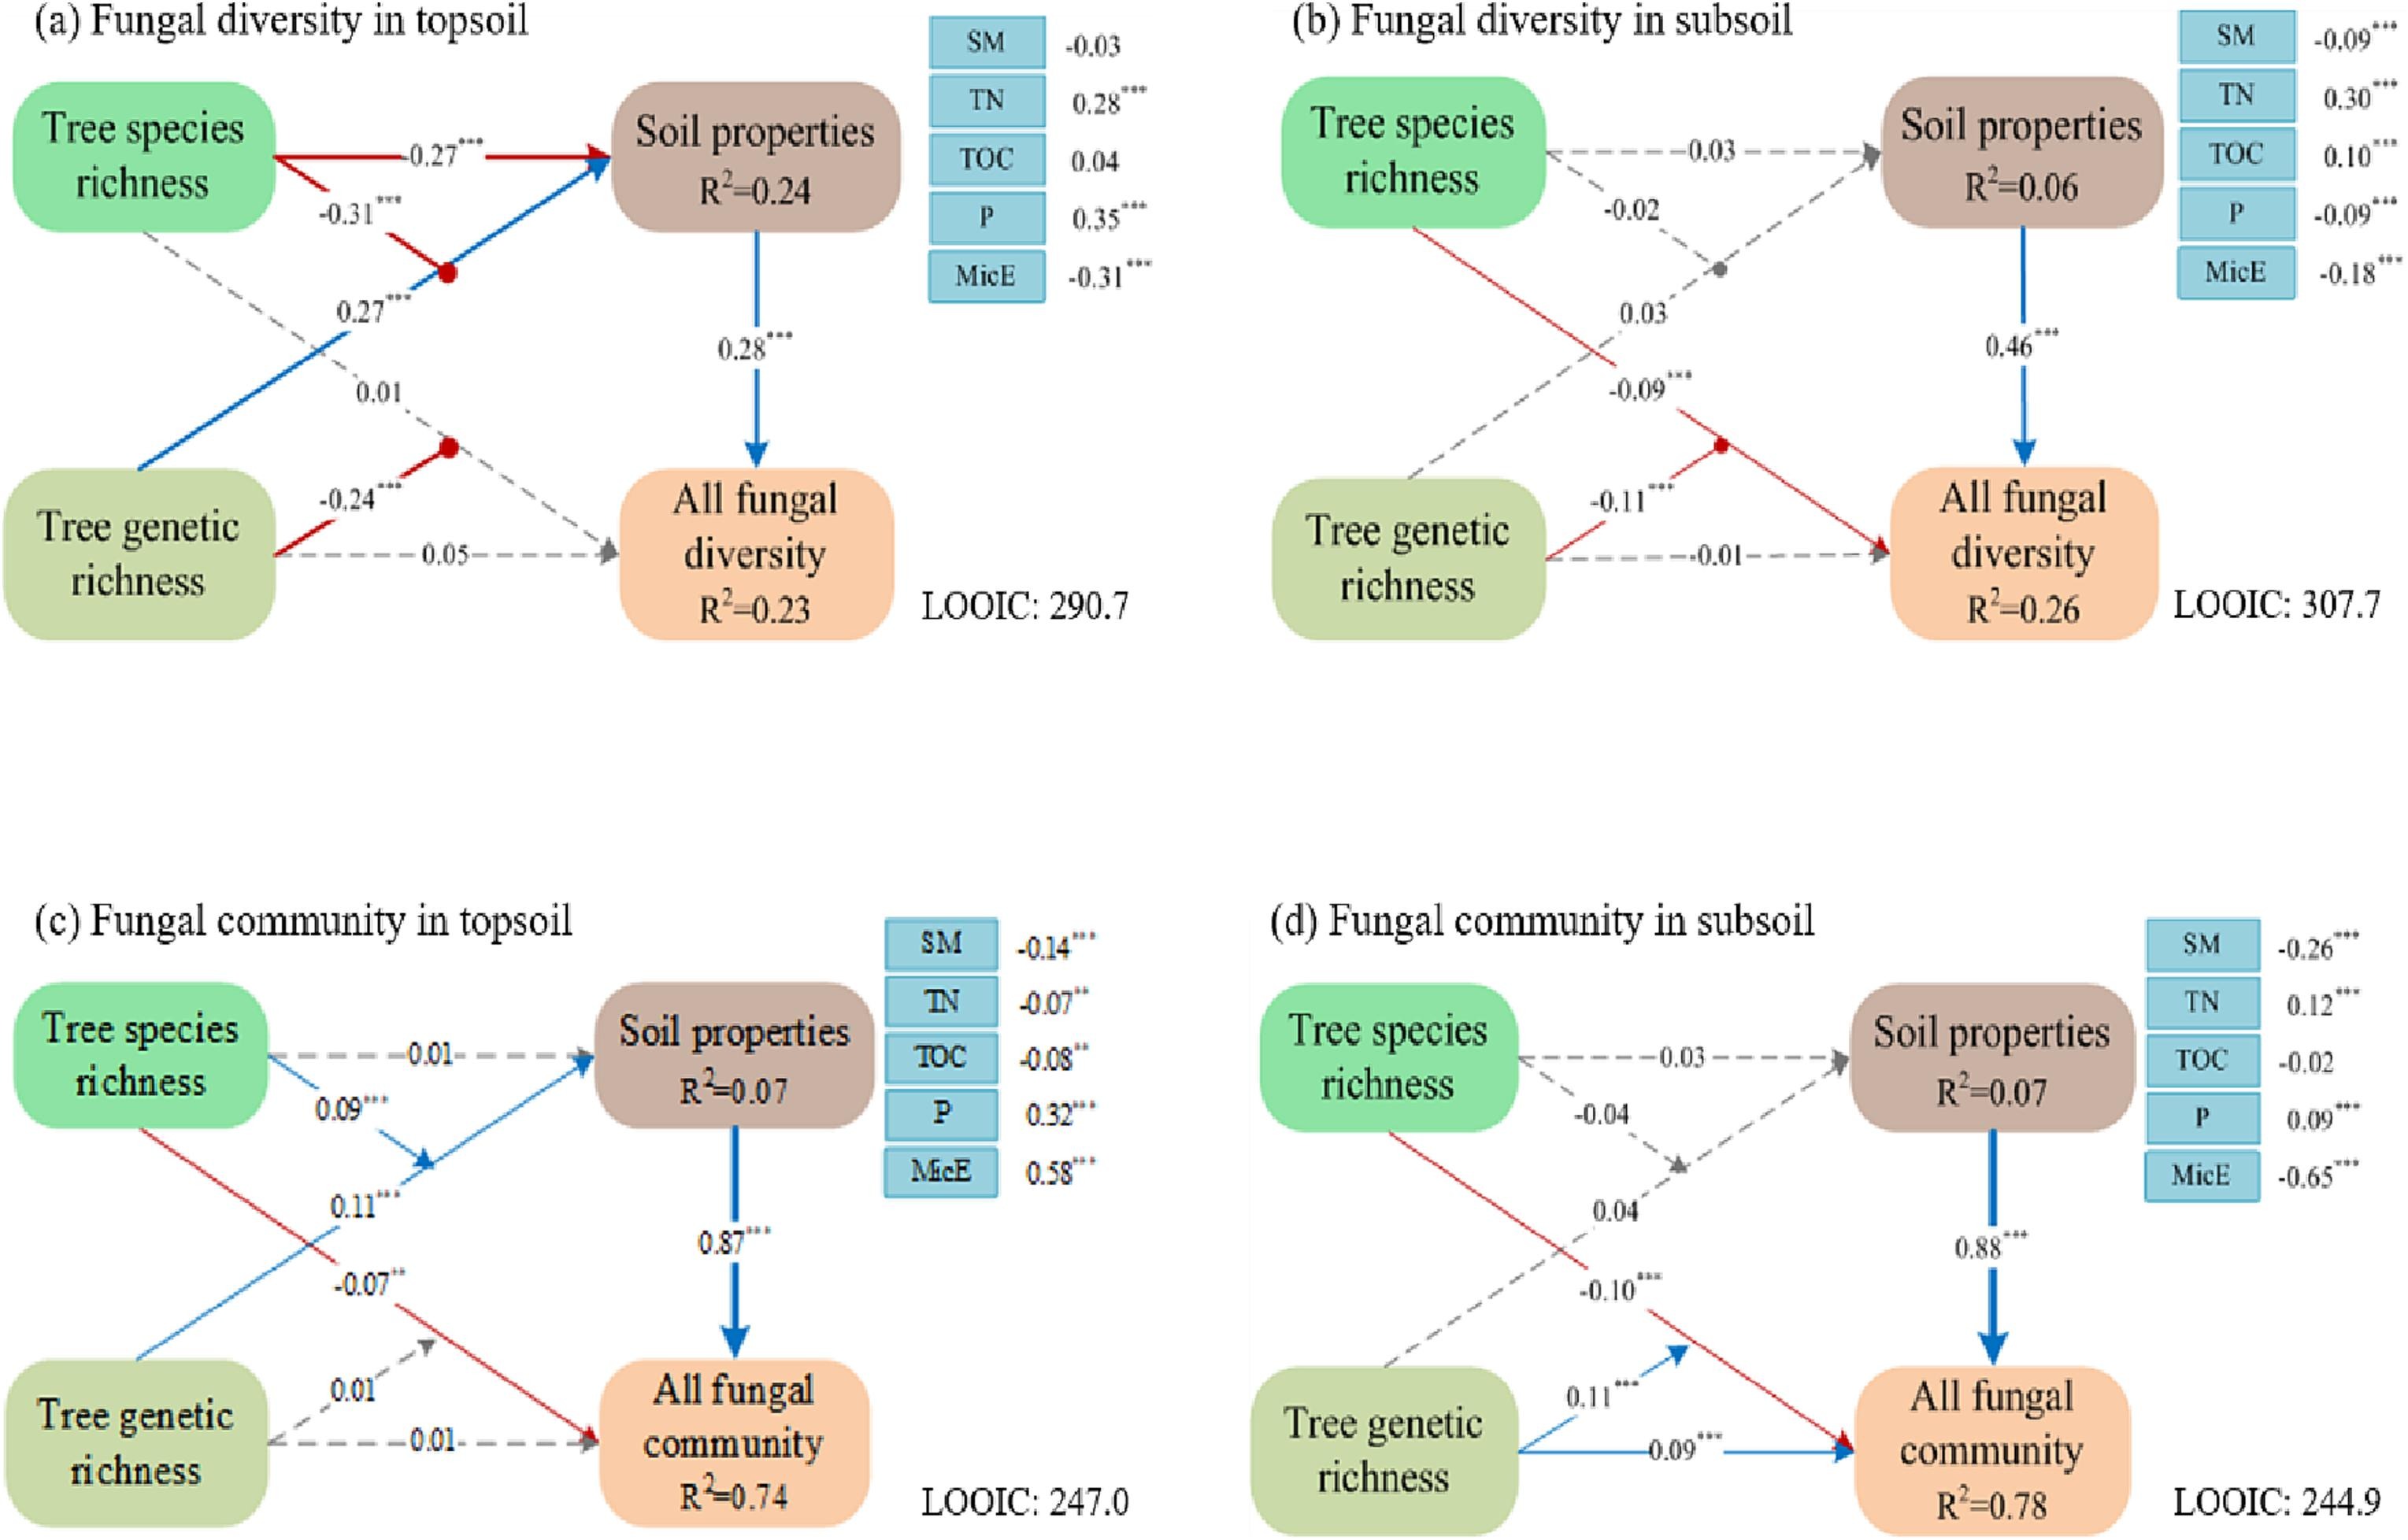 (a) Fungal diversity in topsoil
Tree species
richness
Soil properties
R²=0.24
-0.27***
-0.31***
0.27***
0.01
0.28***
-0.24***
0.05
Tree genetic
richness
All fungal
diversity
R²=0.23
SM -0.03
TN 0.28***
TOC 0.04
P 0.35***
MicE -0.31***
LOOIC: 290.7
(b) Fungal diversity in subsoil
Tree species
richness
Soil properties
R²=0.06
0.03
-0.02
0.03
-0.09***
0.46***
-0.11***
-0.01
Tree genetic
richness
All fungal
diversity
R²=0.26
SM -0.09***
TN 0.30***
TOC 0.10***
P -0.09***
MicE -0.18***
LOOIC: 307.7
(c) Fungal community in topsoil
Tree species
richness
Soil properties
R²=0.07
0.01
0.09***
0.11***
-0.07**
0.87***
0.01
0.01
Tree genetic
richness
All fungal
community
R²=0.74
SM -0.14***
TN -0.07**
TOC -0.08**
P 0.32***
MicE 0.58***
LOOIC: 247.0
(d) Fungal community in subsoil
Tree species
richness
Soil properties
R²=0.07
0.03
-0.04
0.04
-0.10***
0.88***
0.11***
0.09***
Tree genetic
richness
All fungal
community
R²=0.78
SM -0.26***
TN 0.12***
TOC -0.02
P 0.09***
MicE -0.65***
LOOIC: 244.9